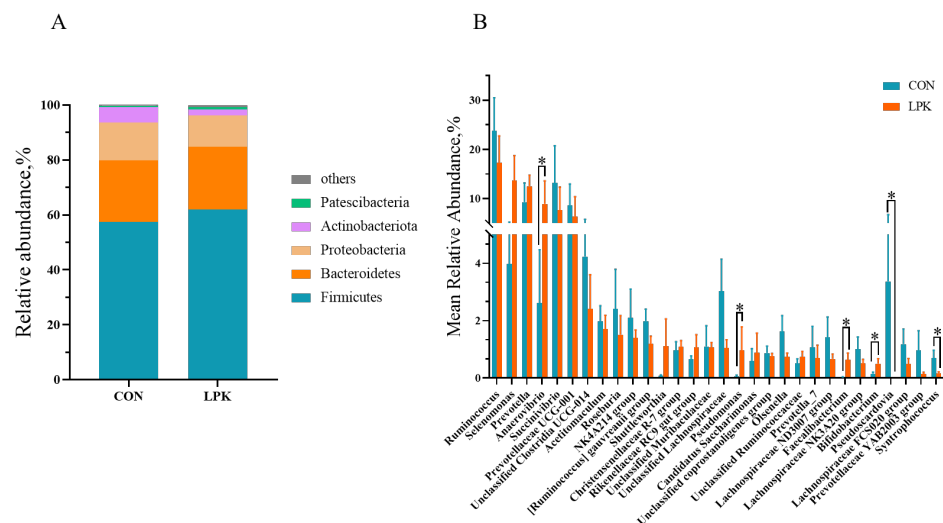 A
Relative abundance,%
100
80
60
40
20
0
CON
LPK
others
Patescibacteria
Actinobacteriota
Proteobacteria
Bacteroidetes
Firmicutes
B
Mean Relative Abundance,%
30
20
10
4
2
0
CON
LPK
*
*
*
*
*
*
Ruminococcus
Selenomonas
Prevotella
Anaerovibrio
Succinivibrio
Prevotellaceae UCG-001
Unclassified Clostridia UCG-014
Acetitomaculum
Roseburia
NK4A214 group
[Ruminococcus] gauvreauii group
Shuttleworthia
Christensenellaceae R-7 group
Rikenellaceae RC9 gut group
Unclassified Muribaculaceae
Unclassified Lachnospiraceae
Pseudomonas
Candidatus Saccharimonas
Unclassified coprostanoligenes group
Olsenella
Unclassified Ruminococcaceae
Prevotella_7
Lachnospiraceae ND3007 group
Faecalibacterium
Lachnospiraceae NK3A20 group
Bifidobacterium
Pseudoscardovia
Lachnospiraceae FCS020 group
Prevotellaceae YAB2003 group
Syntrophococcus